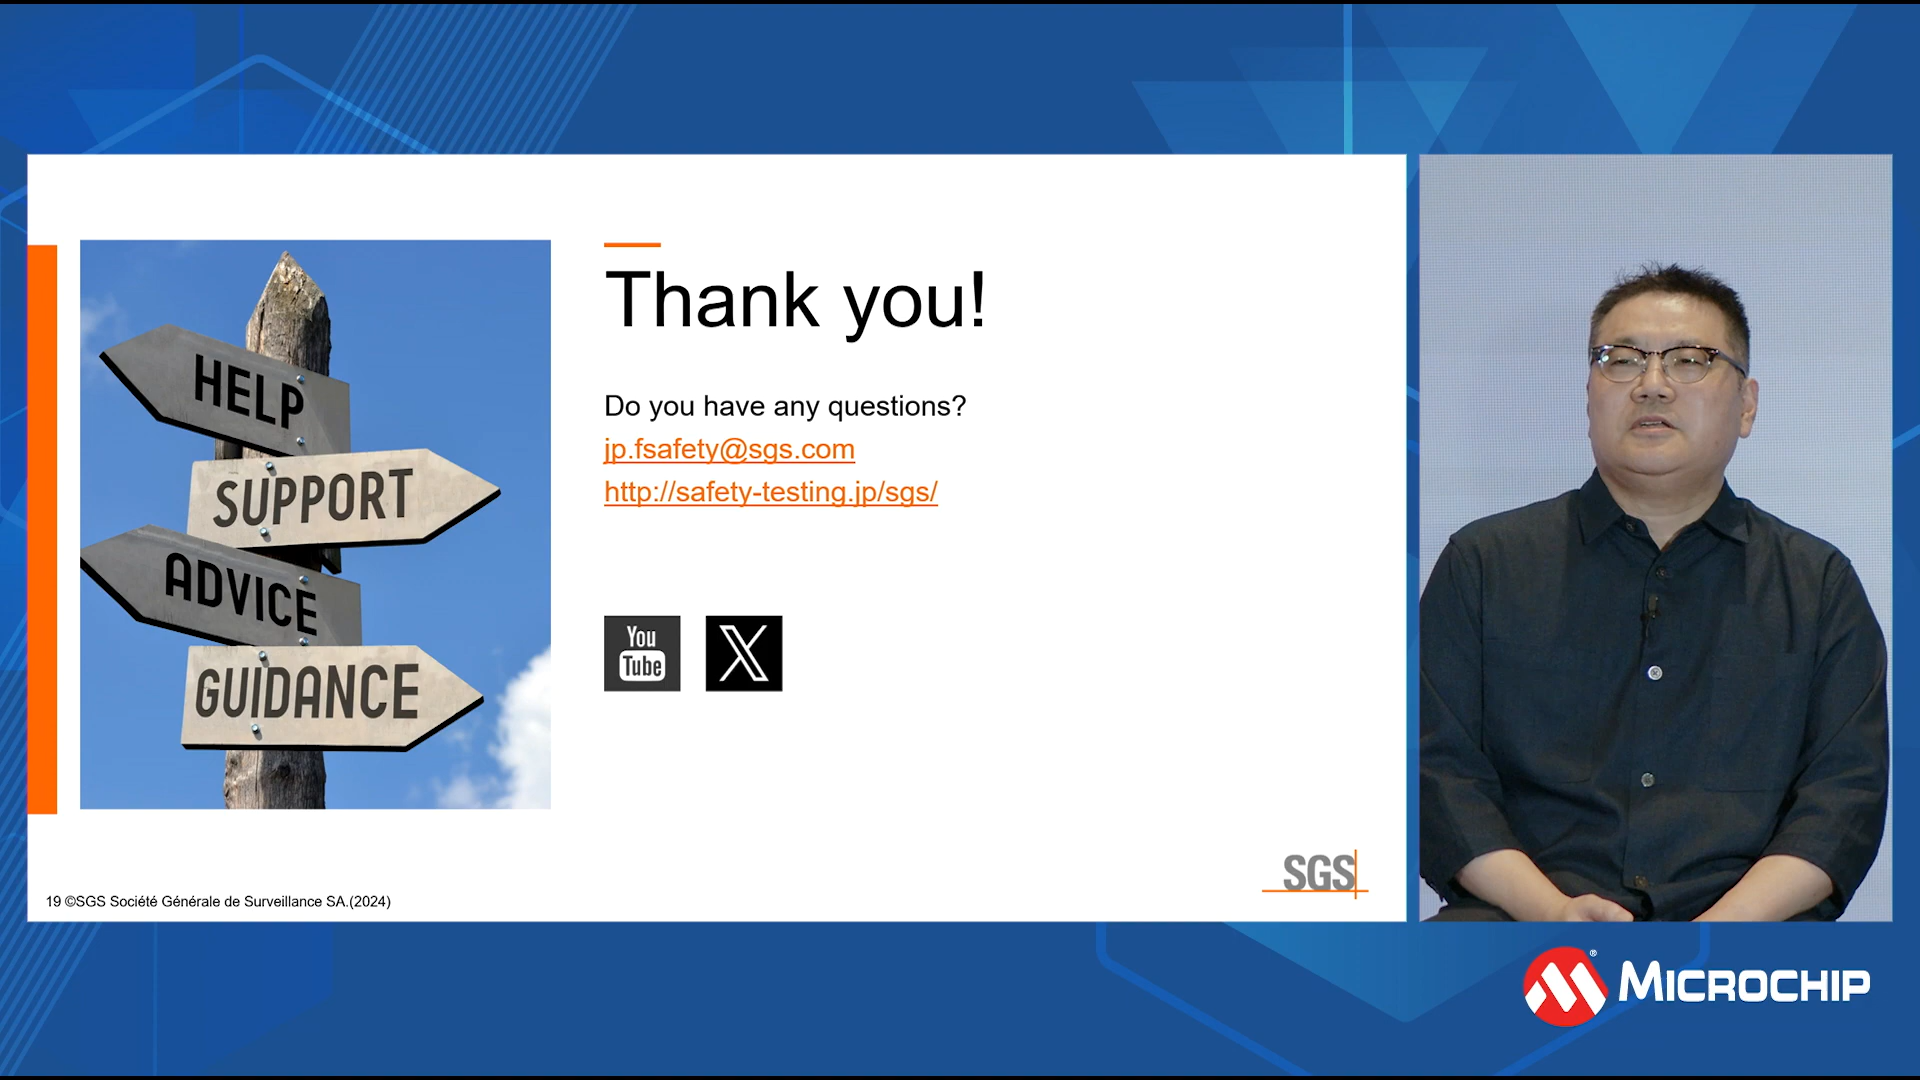 HELP
SUPPORT
ADVICE
GUIDANCE
Thank you!
Do you have any questions?
jp.fsafety@sgs.com
http://safety-testing.jp/sgs/
You
Tube
X
SGS
19 ©SGS Société Générale de Surveillance SA.(2024)
MICROCHIP